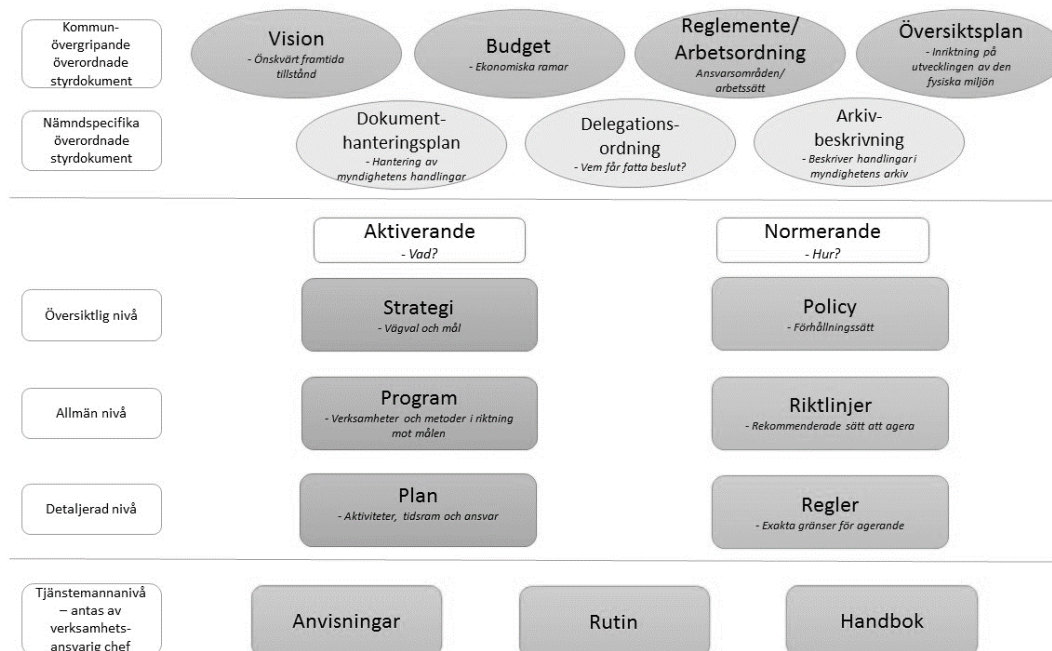 Kommun-
övergripande
överordnade
styrdokument
Vision
- Önskvärt framtida
tillstånd
Budget
- Ekonomiska ramar
Reglemente/
Arbetsordning
Ansvarsområden/
arbetssätt
Översiktsplan
- Inriktning på
utvecklingen av den
fysiska miljön
Nämndspecifika
överordnade
styrdokument
Dokument-
hanteringsplan
- Hantering av
myndighetens handlingar
Delegations-
ordning
- Vem får fatta beslut?
Arkiv-
beskrivning
- Beskriver handlingar i
myndighetens arkiv
Aktiverande
- Vad?
Normerande
- Hur?
Översiktlig nivå
Strategi
- Vägval och mål
Policy
- Förhållningssätt
Allmän nivå
Program
- Verksamheter och metoder i riktning
mot målen
Riktlinjer
- Rekommenderade sätt att agera
Detaljerad nivå
Plan
- Aktiviteter, tidsram och ansvar
Regler
- Exakta gränser för agerande
Tjänstemannanivå
– antas av
verksamhets-
ansvarig chef
Anvisningar
Rutin
Handbok